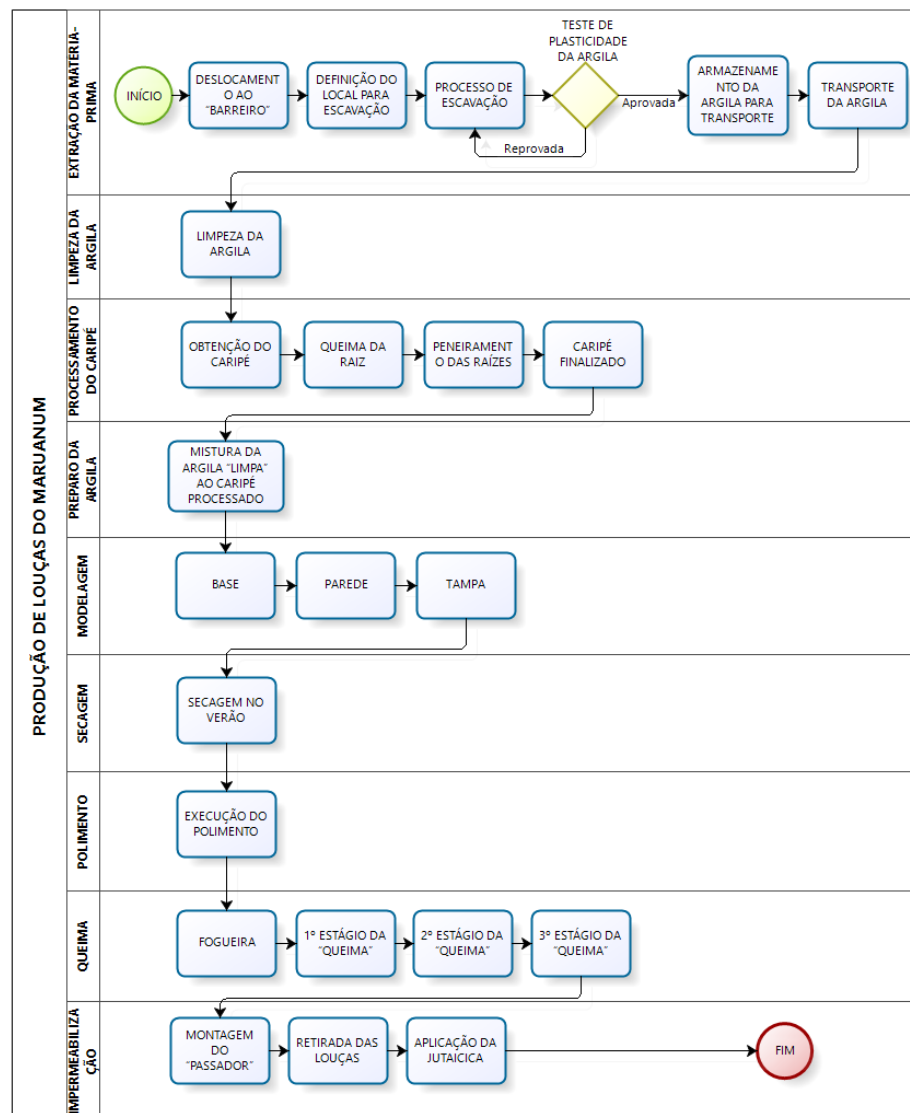 PRODUÇÃO DE LOUÇAS DO MARUANUM
EXTRAÇÃO DA MATERIA-
PRIMA
INÍCIO
DESLOCAMENT
O AO
"BARREIRO"
DEFINIÇÃO DO
LOCAL PARA
ESCAVAÇÃO
PROCESSO DE
ESCAVAÇÃO
TESTE DE
PLASTICIDADE
DA ARGILA
Aprovada
Reprovada
ARMAZENAME
NTO DA
ARGILA PARA
TRANSPORTE
TRANSPORTE
DA ARGILA
LIMPEZA DA
ARGILA
LIMPEZA DA
ARGILA
PROCESSAMENTO
DO CARIPÉ
OBTENÇÃO DO
CARIPÉ
QUEIMA DA
RAIZ
PENEIRAMENT
O DAS RAÍZES
CARIPÉ
FINALIZADO
PREPARO DA
ARGILA
MISTURA DA
ARGILA "LIMPA"
AO CARIPÉ
PROCESSADO
MODELAGEM
BASE
PAREDE
TAMPA
SECAGEM
SECAGEM NO
VERÃO
POLIMENTO
EXECUÇÃO DO
POLIMENTO
QUEIMA
FOGUEIRA
1º ESTÁGIO DA
"QUEIMA"
2º ESTÁGIO DA
"QUEIMA"
3º ESTÁGIO DA
"QUEIMA"
IMPERMEABILIZA
ÇÃO
MONTAGEM
DO
"PASSADOR"
RETIRADA DAS
LOUÇAS
APLICAÇÃO DA
JUTAICICA
FIM